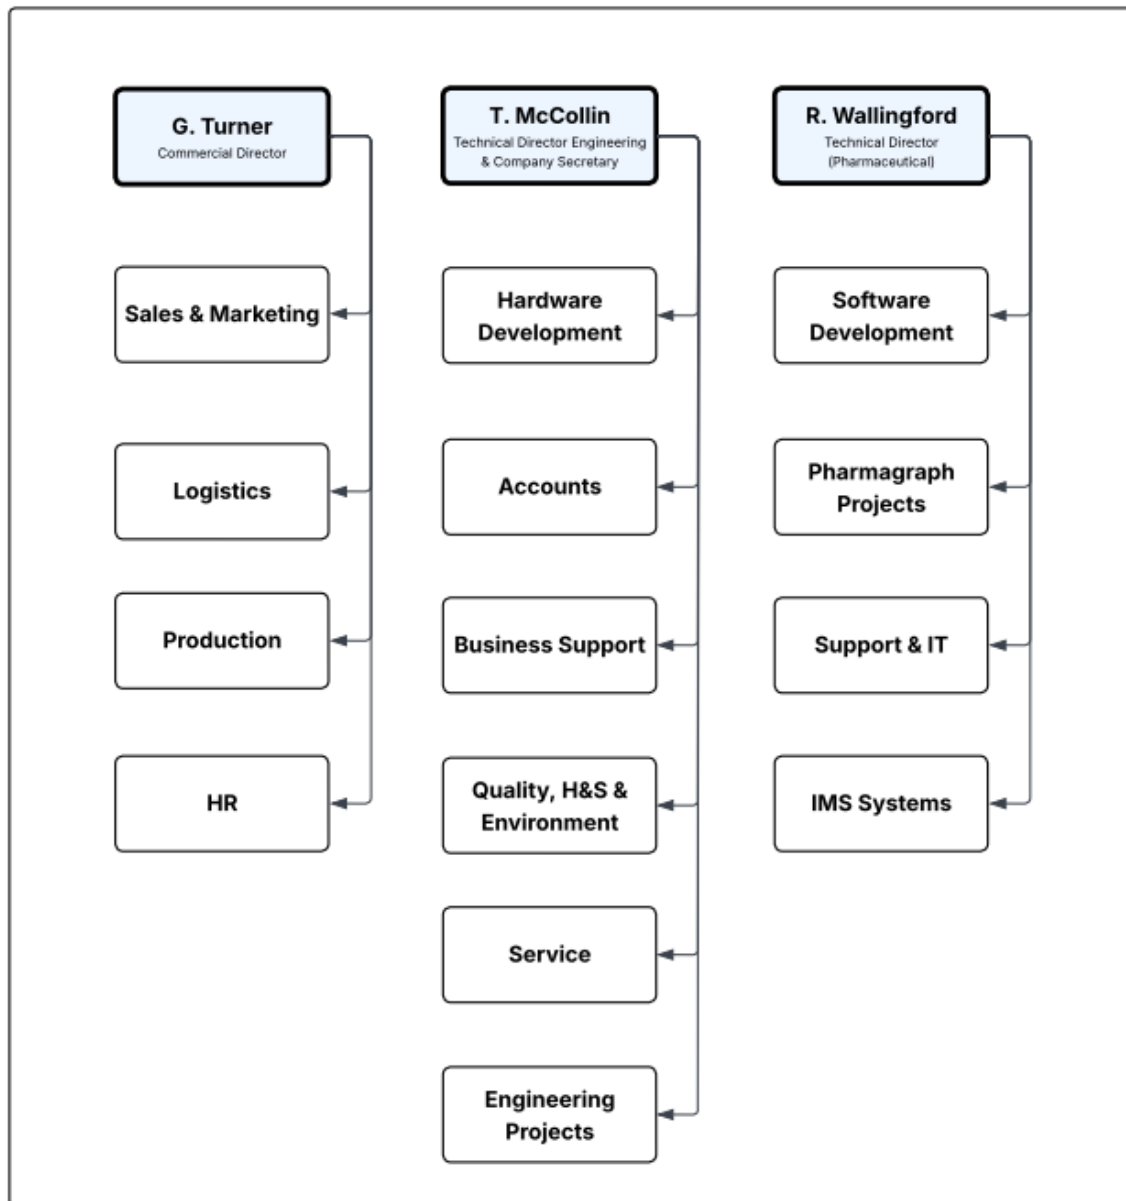 G. Turner
Commercial Director
Sales & Marketing
Logistics
Production
HR
T. McCollin
Technical Director Engineering
& Company Secretary
Hardware
Development
Accounts
Business Support
Quality, H&S &
Environment
Service
Engineering
Projects
R. Wallingford
Technical Director
(Pharmaceutical)
Software
Development
Pharmagraph
Projects
Support & IT
IMS Systems